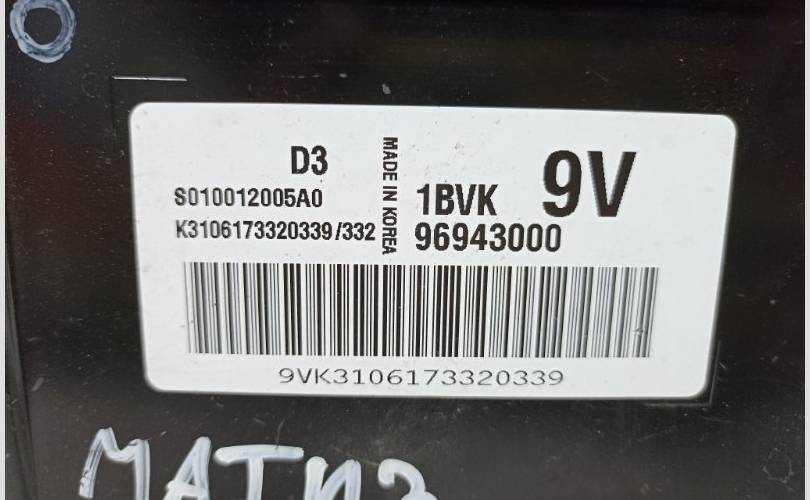 D3
S010012005A0
K3106173320339/332
MADE IN KOREA
1BVK
9V
96943000
9VK3106173320339
МАТИЗ